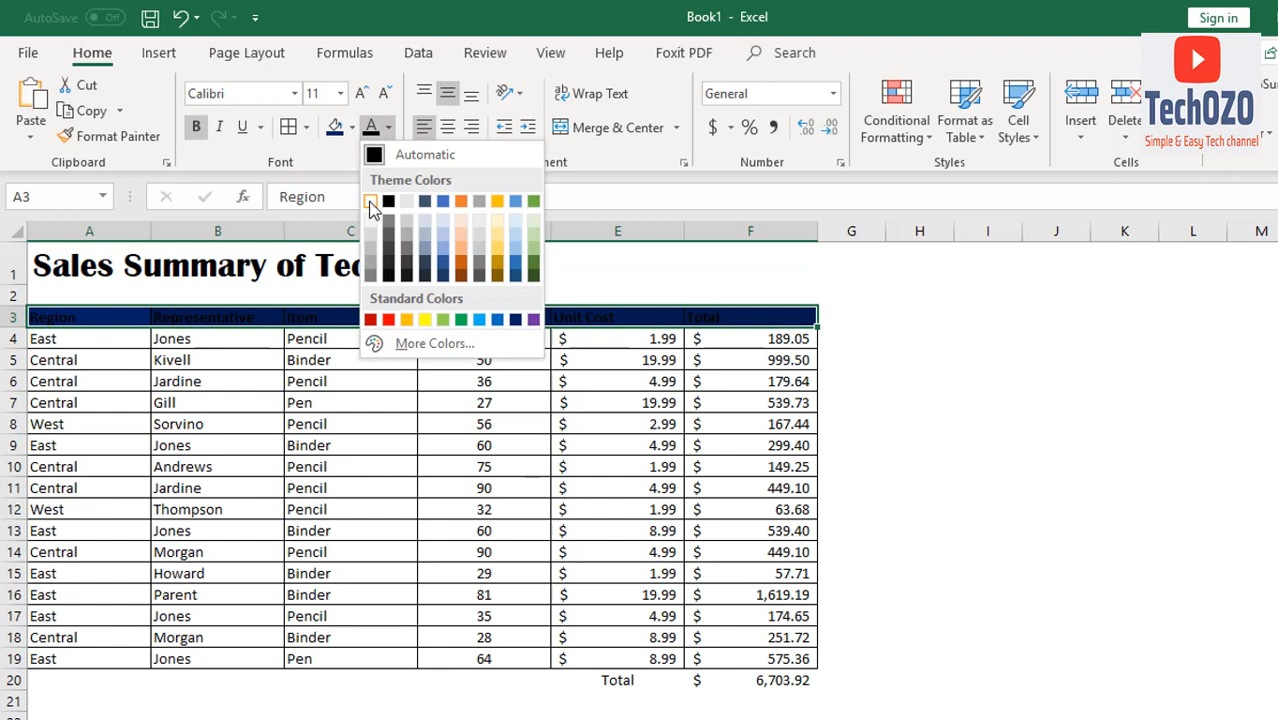 AutoSave Off
Book1 - Excel
Sign in
File Home Insert Page Layout Formulas Data Review View Help Foxit PDF Search
TechOZO
Simple & Easy Tech channel
Paste
Cut
Copy
Format Painter
Clipboard
Calibri 11
B I U
Font
Wrap Text
Merge & Center
General
$ % ,
Number
Conditional Formatting
Format as Table
Cell Styles
Styles
Insert
Delete
Cells
Automatic
Theme Colors
Standard Colors
More Colors...
A3 fx Region
A B C E F G H I J K L M
1 Sales Summary of Te
2
3 Region Representative Item Unit Cost Total
4 East Jones Pencil $ 1.99 $ 189.05
5 Central Kivell Binder 50 $ 19.99 $ 999.50
6 Central Jardine Pencil 36 $ 4.99 $ 179.64
7 Central Gill Pen 27 $ 19.99 $ 539.73
8 West Sorvino Pencil 56 $ 2.99 $ 167.44
9 East Jones Binder 60 $ 4.99 $ 299.40
10 Central Andrews Pencil 75 $ 1.99 $ 149.25
11 Central Jardine Pencil 90 $ 4.99 $ 449.10
12 West Thompson Pencil 32 $ 1.99 $ 63.68
13 East Jones Binder 60 $ 8.99 $ 539.40
14 Central Morgan Pencil 90 $ 4.99 $ 449.10
15 East Howard Binder 29 $ 1.99 $ 57.71
16 East Parent Binder 81 $ 19.99 $ 1,619.19
17 East Jones Pencil 35 $ 4.99 $ 174.65
18 Central Morgan Binder 28 $ 8.99 $ 251.72
19 East Jones Pen 64 $ 8.99 $ 575.36
20 Total $ 6,703.92
21